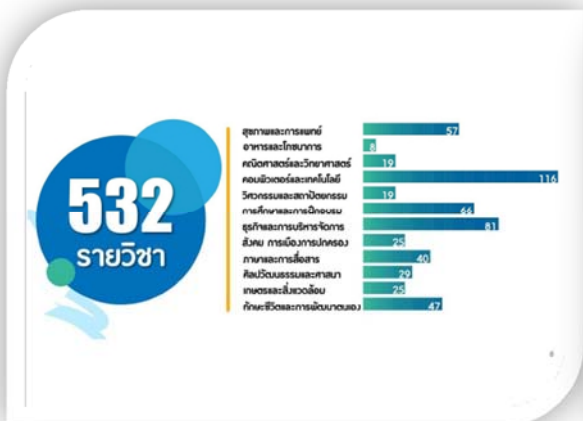 532
รายวิชา
สุขภาพและการแพทย์ 57
อาหารและโภชนาการ 8
คณิตศาสตร์และวิทยาศาสตร์ 19
คอมพิวเตอร์และเทคโนโลยี 116
วิศวกรรมและสถาปัตยกรรม 19
การศึกษาและการฝึกอบรม 66
ธุรกิจและการบริหารจัดการ 81
สังคม การเมืองการปกครอง 25
ภาษาและการสื่อสาร 40
ศิลปวัฒนธรรมและศาสนา 29
เกษตรและสิ่งแวดล้อม 25
ทักษะชีวิตและการพัฒนาตนเอง 47